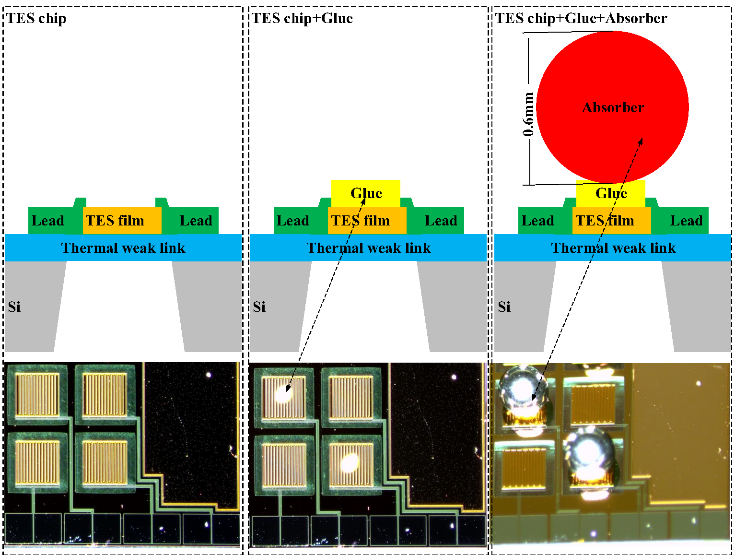 TES chip
Lead
TES film
Lead
Thermal weak link
Si
TES chip+Glue
Glue
Lead
TES film
Lead
Thermal weak link
Si
TES chip+Glue+Absorber
0.6mm
Absorber
Glue
Lead
TES film
Lead
Thermal weak link
Si